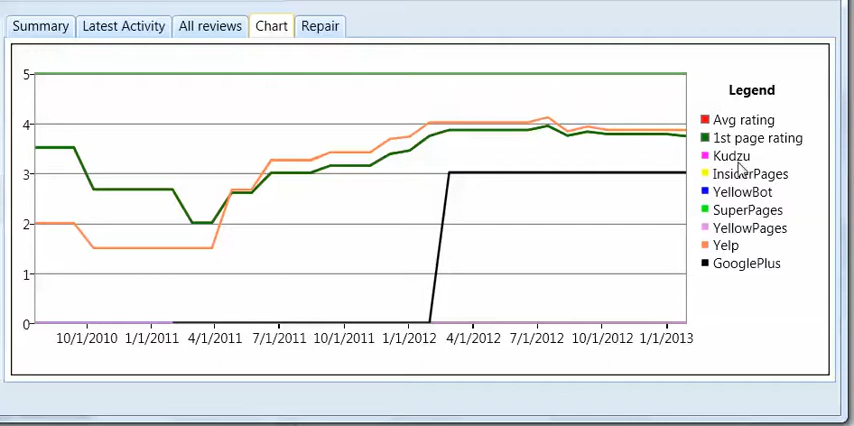 Summary Latest Activity All reviews Chart Repair
5
4
3
2
1
0
10/1/2010 1/1/2011 4/1/2011 7/1/2011 10/1/2011 1/1/2012 4/1/2012 7/1/2012 10/1/2012 1/1/2013
Legend
Avg rating
1st page rating
Kudzu
InsiderPages
YellowBot
SuperPages
YellowPages
Yelp
GooglePlus